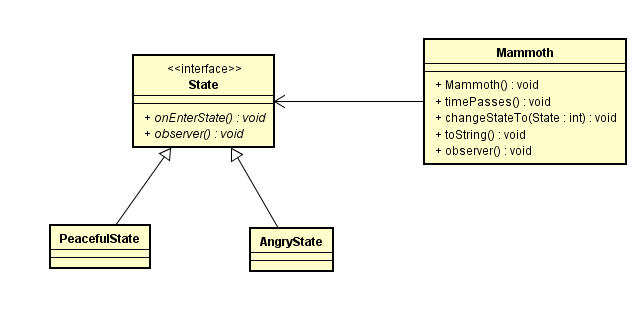 <<interface>>
State
+ onEnterState() : void
+ observer() : void
Mammoth
+ Mammoth() : void
+ timePasses() : void
+ changeStateTo(State : int) : void
+ toString() : void
+ observer() : void
PeacefulState
AngryState